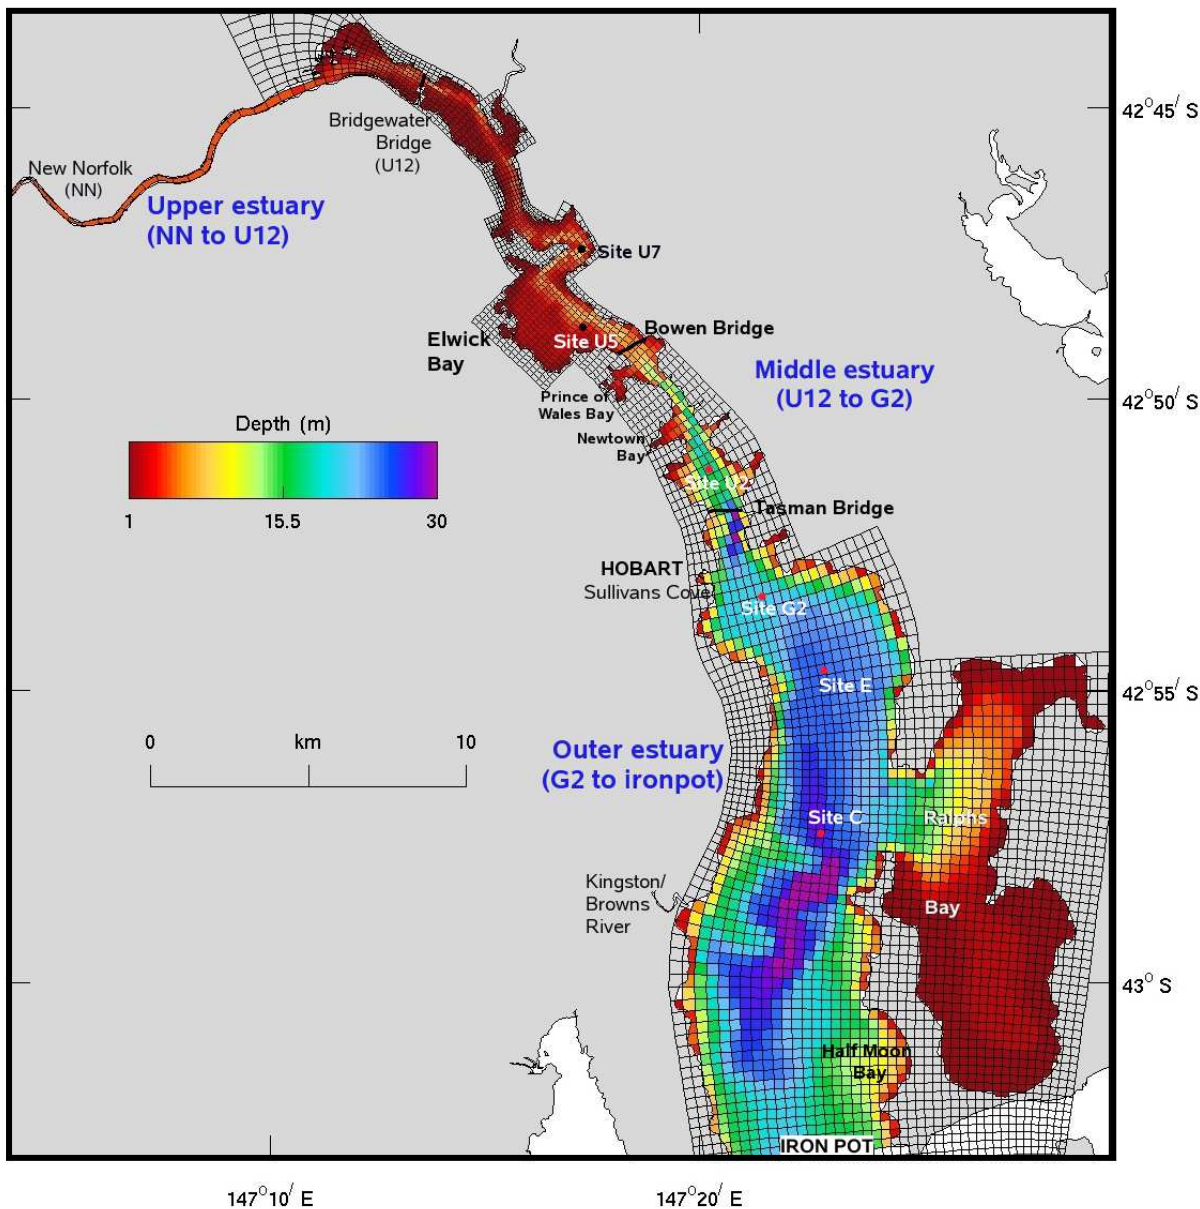 42° 45′ S
Bridgewater
Bridge
(U12)
New Norfolk
(NN)
Upper estuary
(NN to U12)
Site U7
Bowen Bridge
Site U5
Elwick
Bay
Middle estuary
(U12 to G2)
Prince of
Wales Bay
42° 50′ S
Depth (m)
Newtown
Bay
1 15.5 30
Site U2
Tasman Bridge
HOBART
Sullivans Cove
Site G2
Site E
42° 55′ S
0 km 10
Outer estuary
(G2 to ironpot)
Site C
Ralphs
Bay
Kingston/
Browns
River
43° S
Half Moon
Bay
IRON POT
147° 10′ E 147° 20′ E